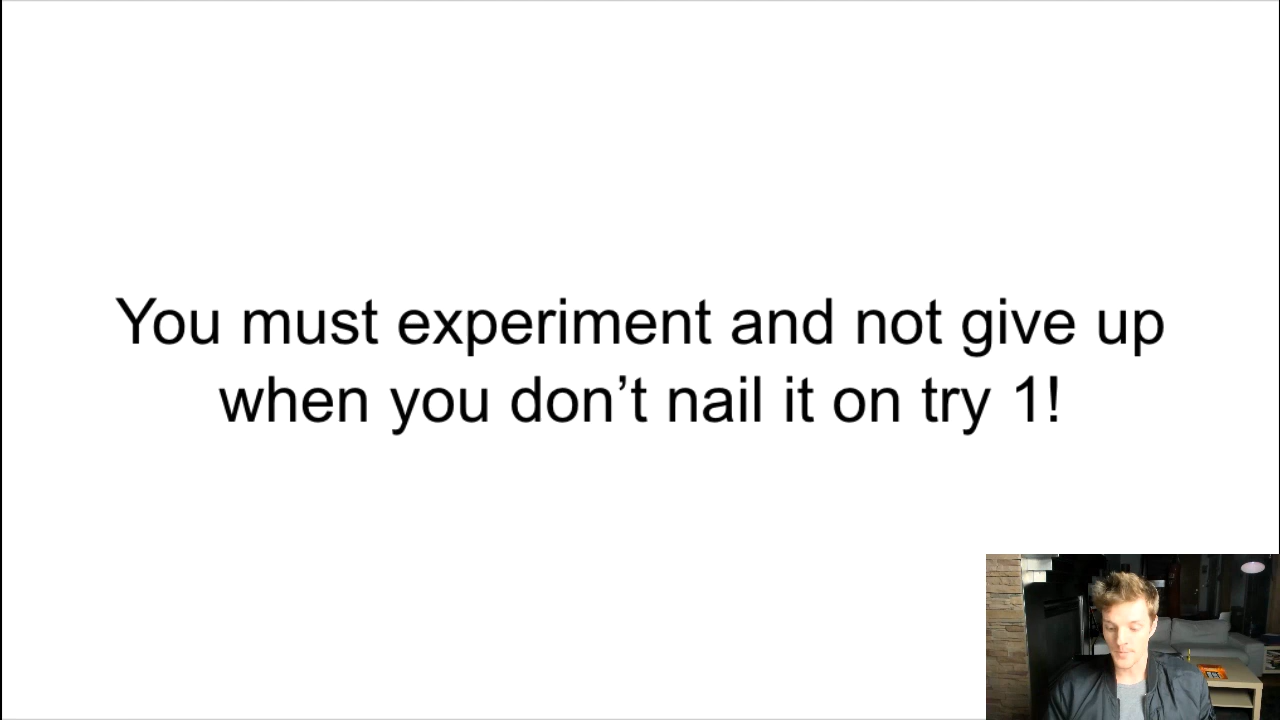 You must experiment and not give up
when you don’t nail it on try 1!